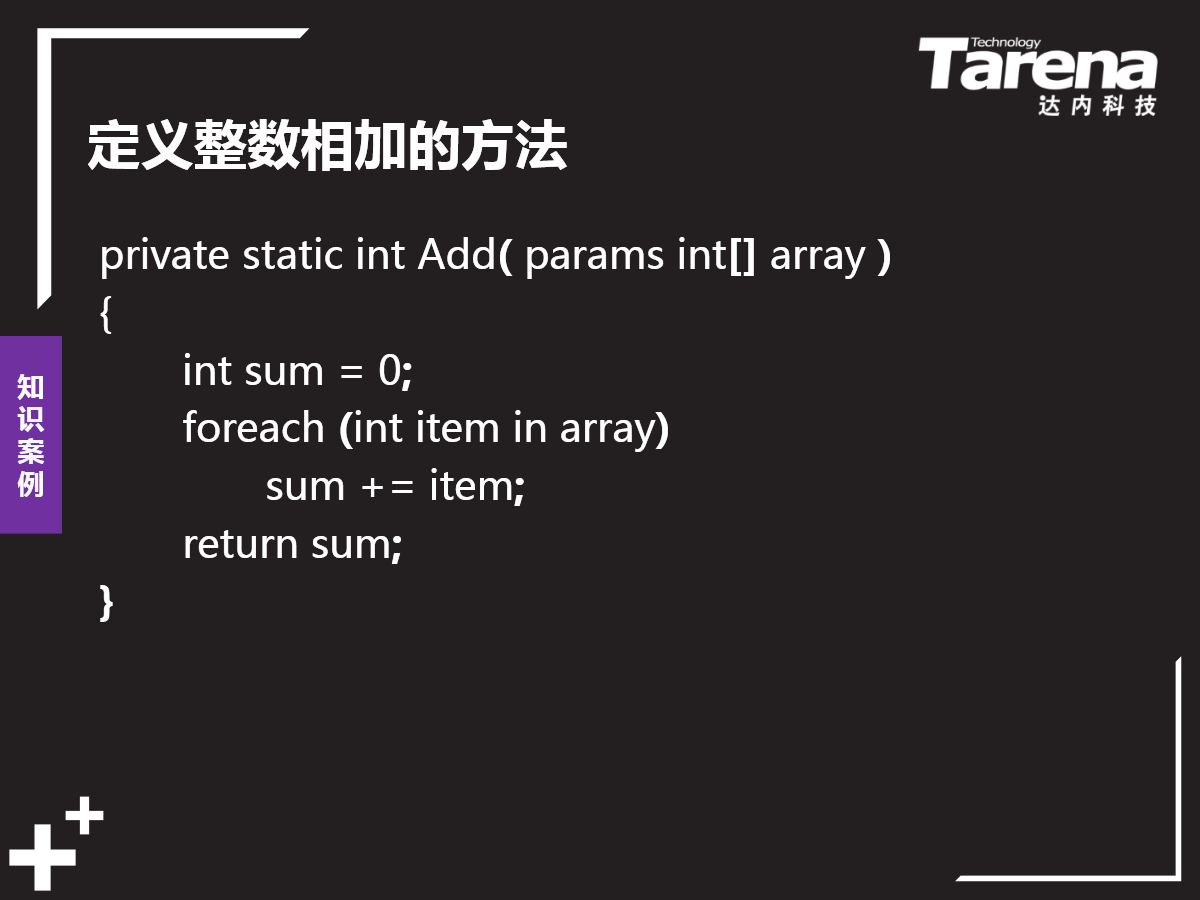 Technology
Tarena
达内科技
定义整数相加的方法
private static int Add( params int[] array )
{
int sum = 0;
foreach (int item in array)
sum += item;
return sum;
}
知识案例